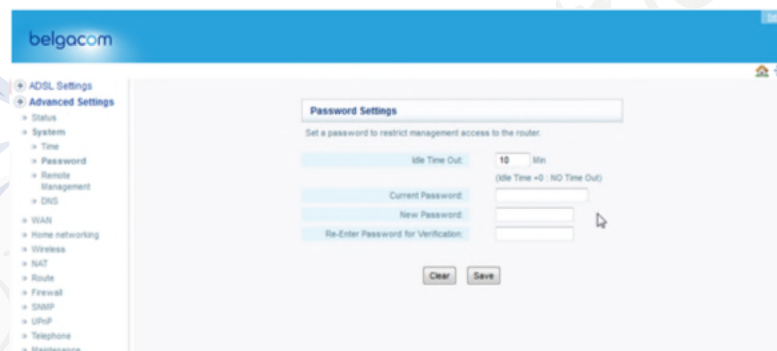 belgacom
ADSL Settings
Advanced Settings
» Status
» System
» Time
» Password
» Remote
Management
» DNS
» WAN
» Home networking
» Wireless
» NAT
» Route
» Firewall
» SNMP
» UPnP
» Telephone
» Maintenance
Password Settings
Set a password to restrict management access to the router.
Idle Time Out: 10 Min
(Idle Time =0 : NO Time Out)
Current Password:
New Password:
Re-Enter Password for Verification:
Clear Save